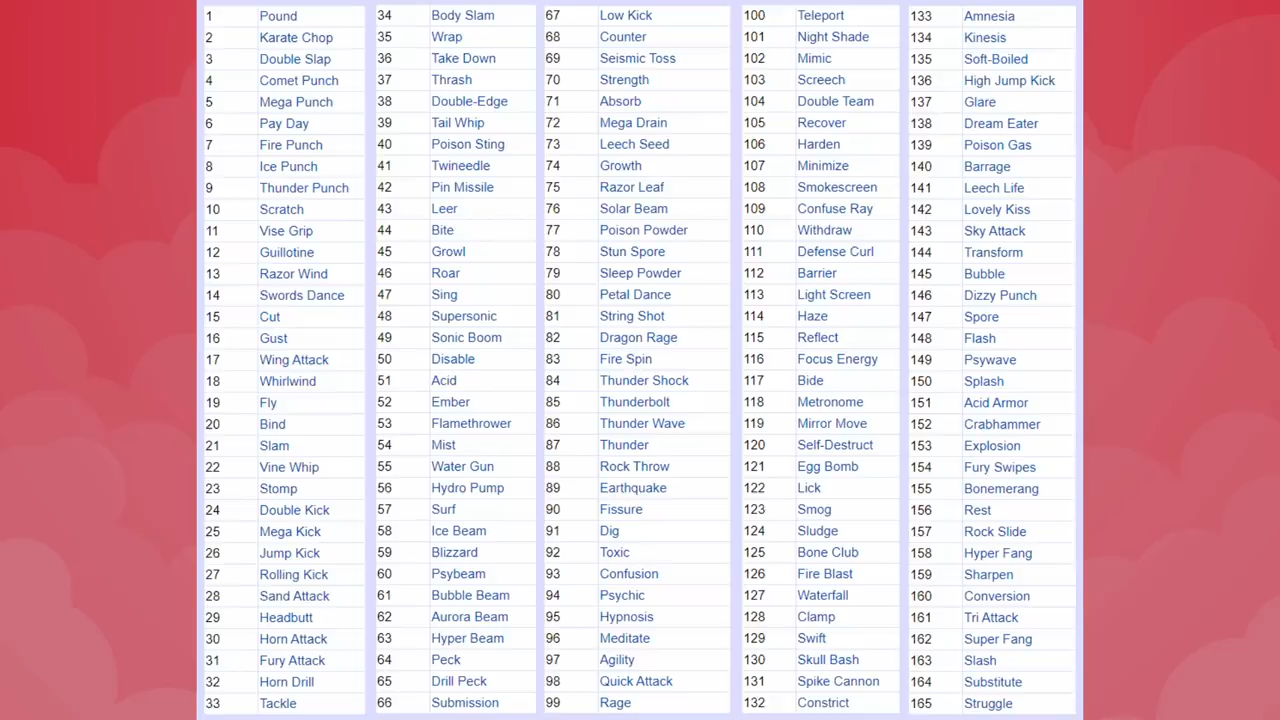 1 Pound 34 Body Slam 67 Low Kick 100 Teleport 133 Amnesia
2 Karate Chop 35 Wrap 68 Counter 101 Night Shade 134 Kinesis
3 Double Slap 36 Take Down 69 Seismic Toss 102 Mimic 135 Soft-Boiled
4 Comet Punch 37 Thrash 70 Strength 103 Screech 136 High Jump Kick
5 Mega Punch 38 Double-Edge 71 Absorb 104 Double Team 137 Glare
6 Pay Day 39 Tail Whip 72 Mega Drain 105 Recover 138 Dream Eater
7 Fire Punch 40 Poison Sting 73 Leech Seed 106 Harden 139 Poison Gas
8 Ice Punch 41 Twineedle 74 Growth 107 Minimize 140 Barrage
9 Thunder Punch 42 Pin Missile 75 Razor Leaf 108 Smokescreen 141 Leech Life
10 Scratch 43 Leer 76 Solar Beam 109 Confuse Ray 142 Lovely Kiss
11 Vise Grip 44 Bite 77 Poison Powder 110 Withdraw 143 Sky Attack
12 Guillotine 45 Growl 78 Stun Spore 111 Defense Curl 144 Transform
13 Razor Wind 46 Roar 79 Sleep Powder 112 Barrier 145 Bubble
14 Swords Dance 47 Sing 80 Petal Dance 113 Light Screen 146 Dizzy Punch
15 Cut 48 Supersonic 81 String Shot 114 Haze 147 Spore
16 Gust 49 Sonic Boom 82 Dragon Rage 115 Reflect 148 Flash
17 Wing Attack 50 Disable 83 Fire Spin 116 Focus Energy 149 Psywave
18 Whirlwind 51 Acid 84 Thunder Shock 117 Bide 150 Splash
19 Fly 52 Ember 85 Thunderbolt 118 Metronome 151 Acid Armor
20 Bind 53 Flamethrower 86 Thunder Wave 119 Mirror Move 152 Crabhammer
21 Slam 54 Mist 87 Thunder 120 Self-Destruct 153 Explosion
22 Vine Whip 55 Water Gun 88 Rock Throw 121 Egg Bomb 154 Fury Swipes
23 Stomp 56 Hydro Pump 89 Earthquake 122 Lick 155 Bonemerang
24 Double Kick 57 Surf 90 Fissure 123 Smog 156 Rest
25 Mega Kick 58 Ice Beam 91 Dig 124 Sludge 157 Rock Slide
26 Jump Kick 59 Blizzard 92 Toxic 125 Bone Club 158 Hyper Fang
27 Rolling Kick 60 Psybeam 93 Confusion 126 Fire Blast 159 Sharpen
28 Sand Attack 61 Bubble Beam 94 Psychic 127 Waterfall 160 Conversion
29 Headbutt 62 Aurora Beam 95 Hypnosis 128 Clamp 161 Tri Attack
30 Horn Attack 63 Hyper Beam 96 Meditate 129 Swift 162 Super Fang
31 Fury Attack 64 Peck 97 Agility 130 Skull Bash 163 Slash
32 Horn Drill 65 Drill Peck 98 Quick Attack 131 Spike Cannon 164 Substitute
33 Tackle 66 Submission 99 Rage 132 Constrict 165 Struggle